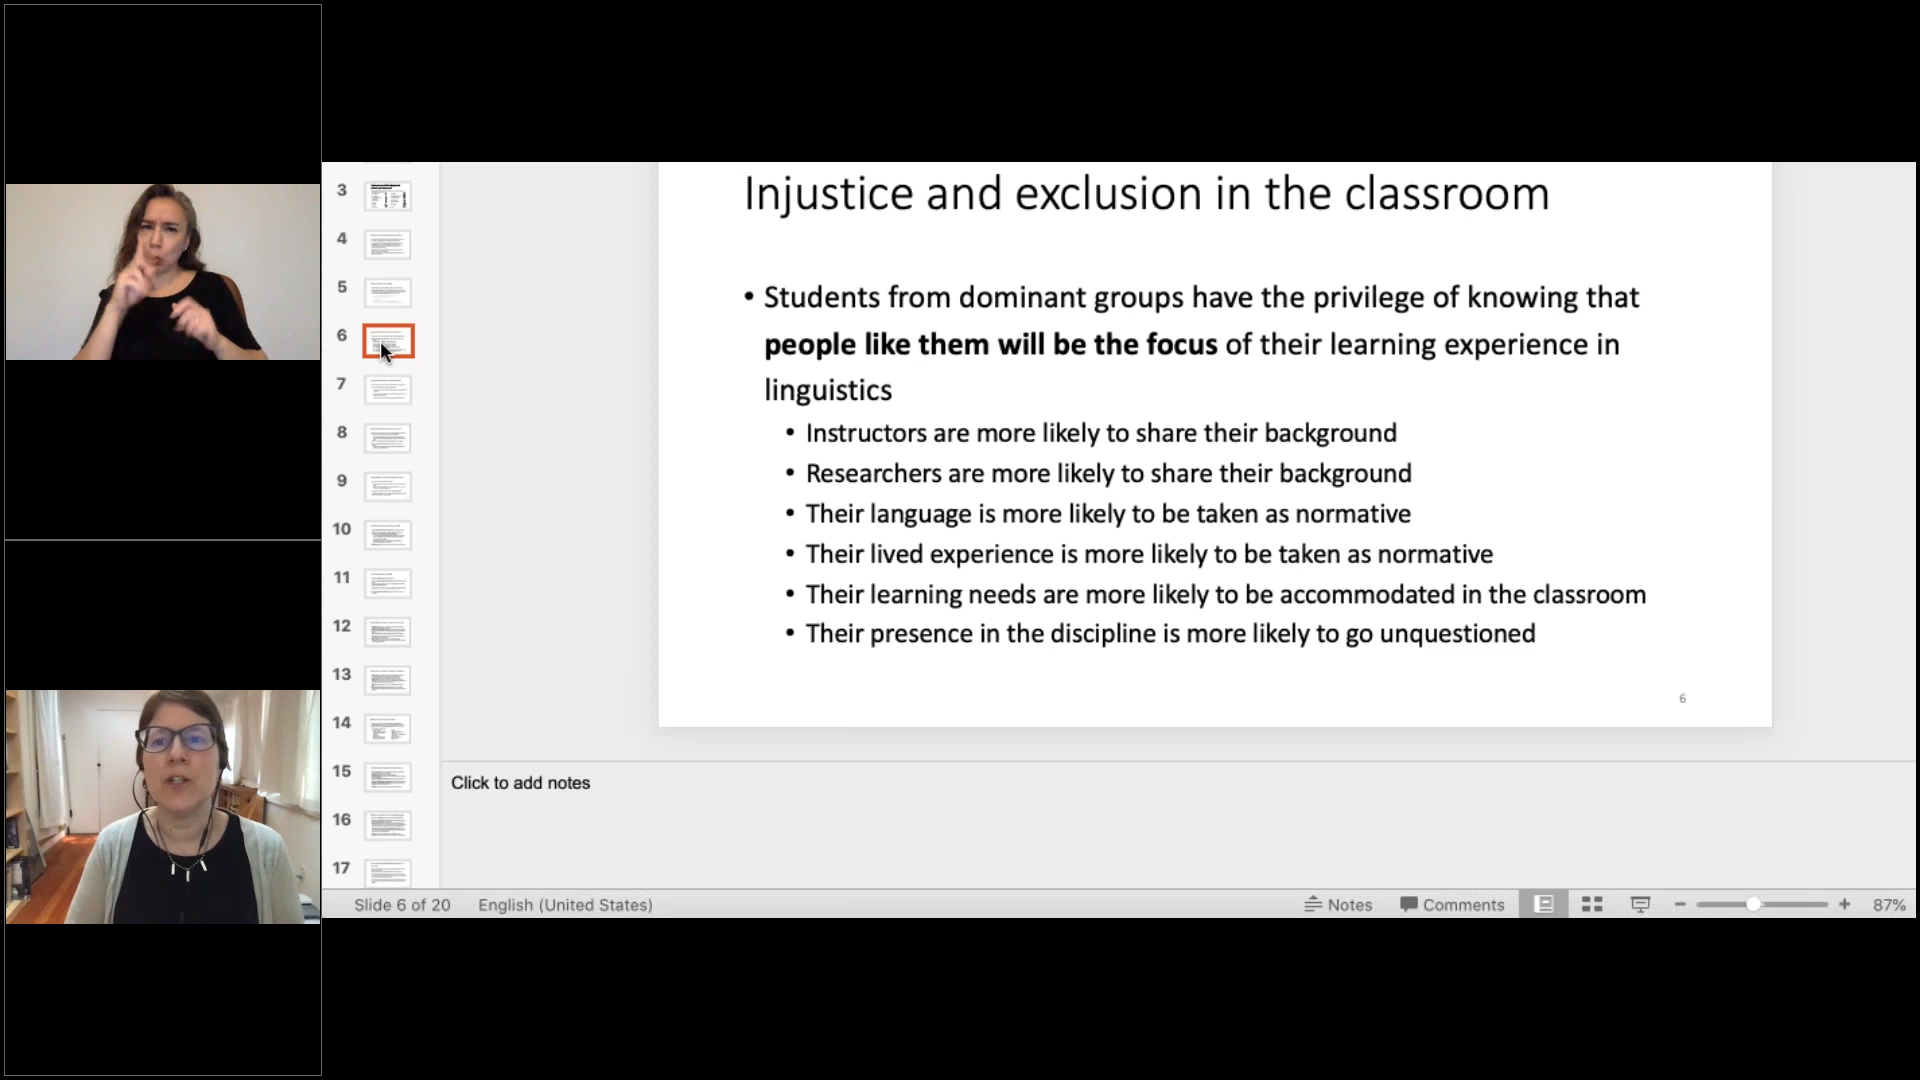 Injustice and exclusion in the classroom
• Students from dominant groups have the privilege of knowing that
people like them will be the focus of their learning experience in
linguistics
• Instructors are more likely to share their background
• Researchers are more likely to share their background
• Their language is more likely to be taken as normative
• Their lived experience is more likely to be taken as normative
• Their learning needs are more likely to be accommodated in the classroom
• Their presence in the discipline is more likely to go unquestioned
6
3
4
5
6
7
8
9
10
11
12
13
14
15
16
17
Click to add notes
Slide 6 of 20 English (United States) Notes Comments 87%